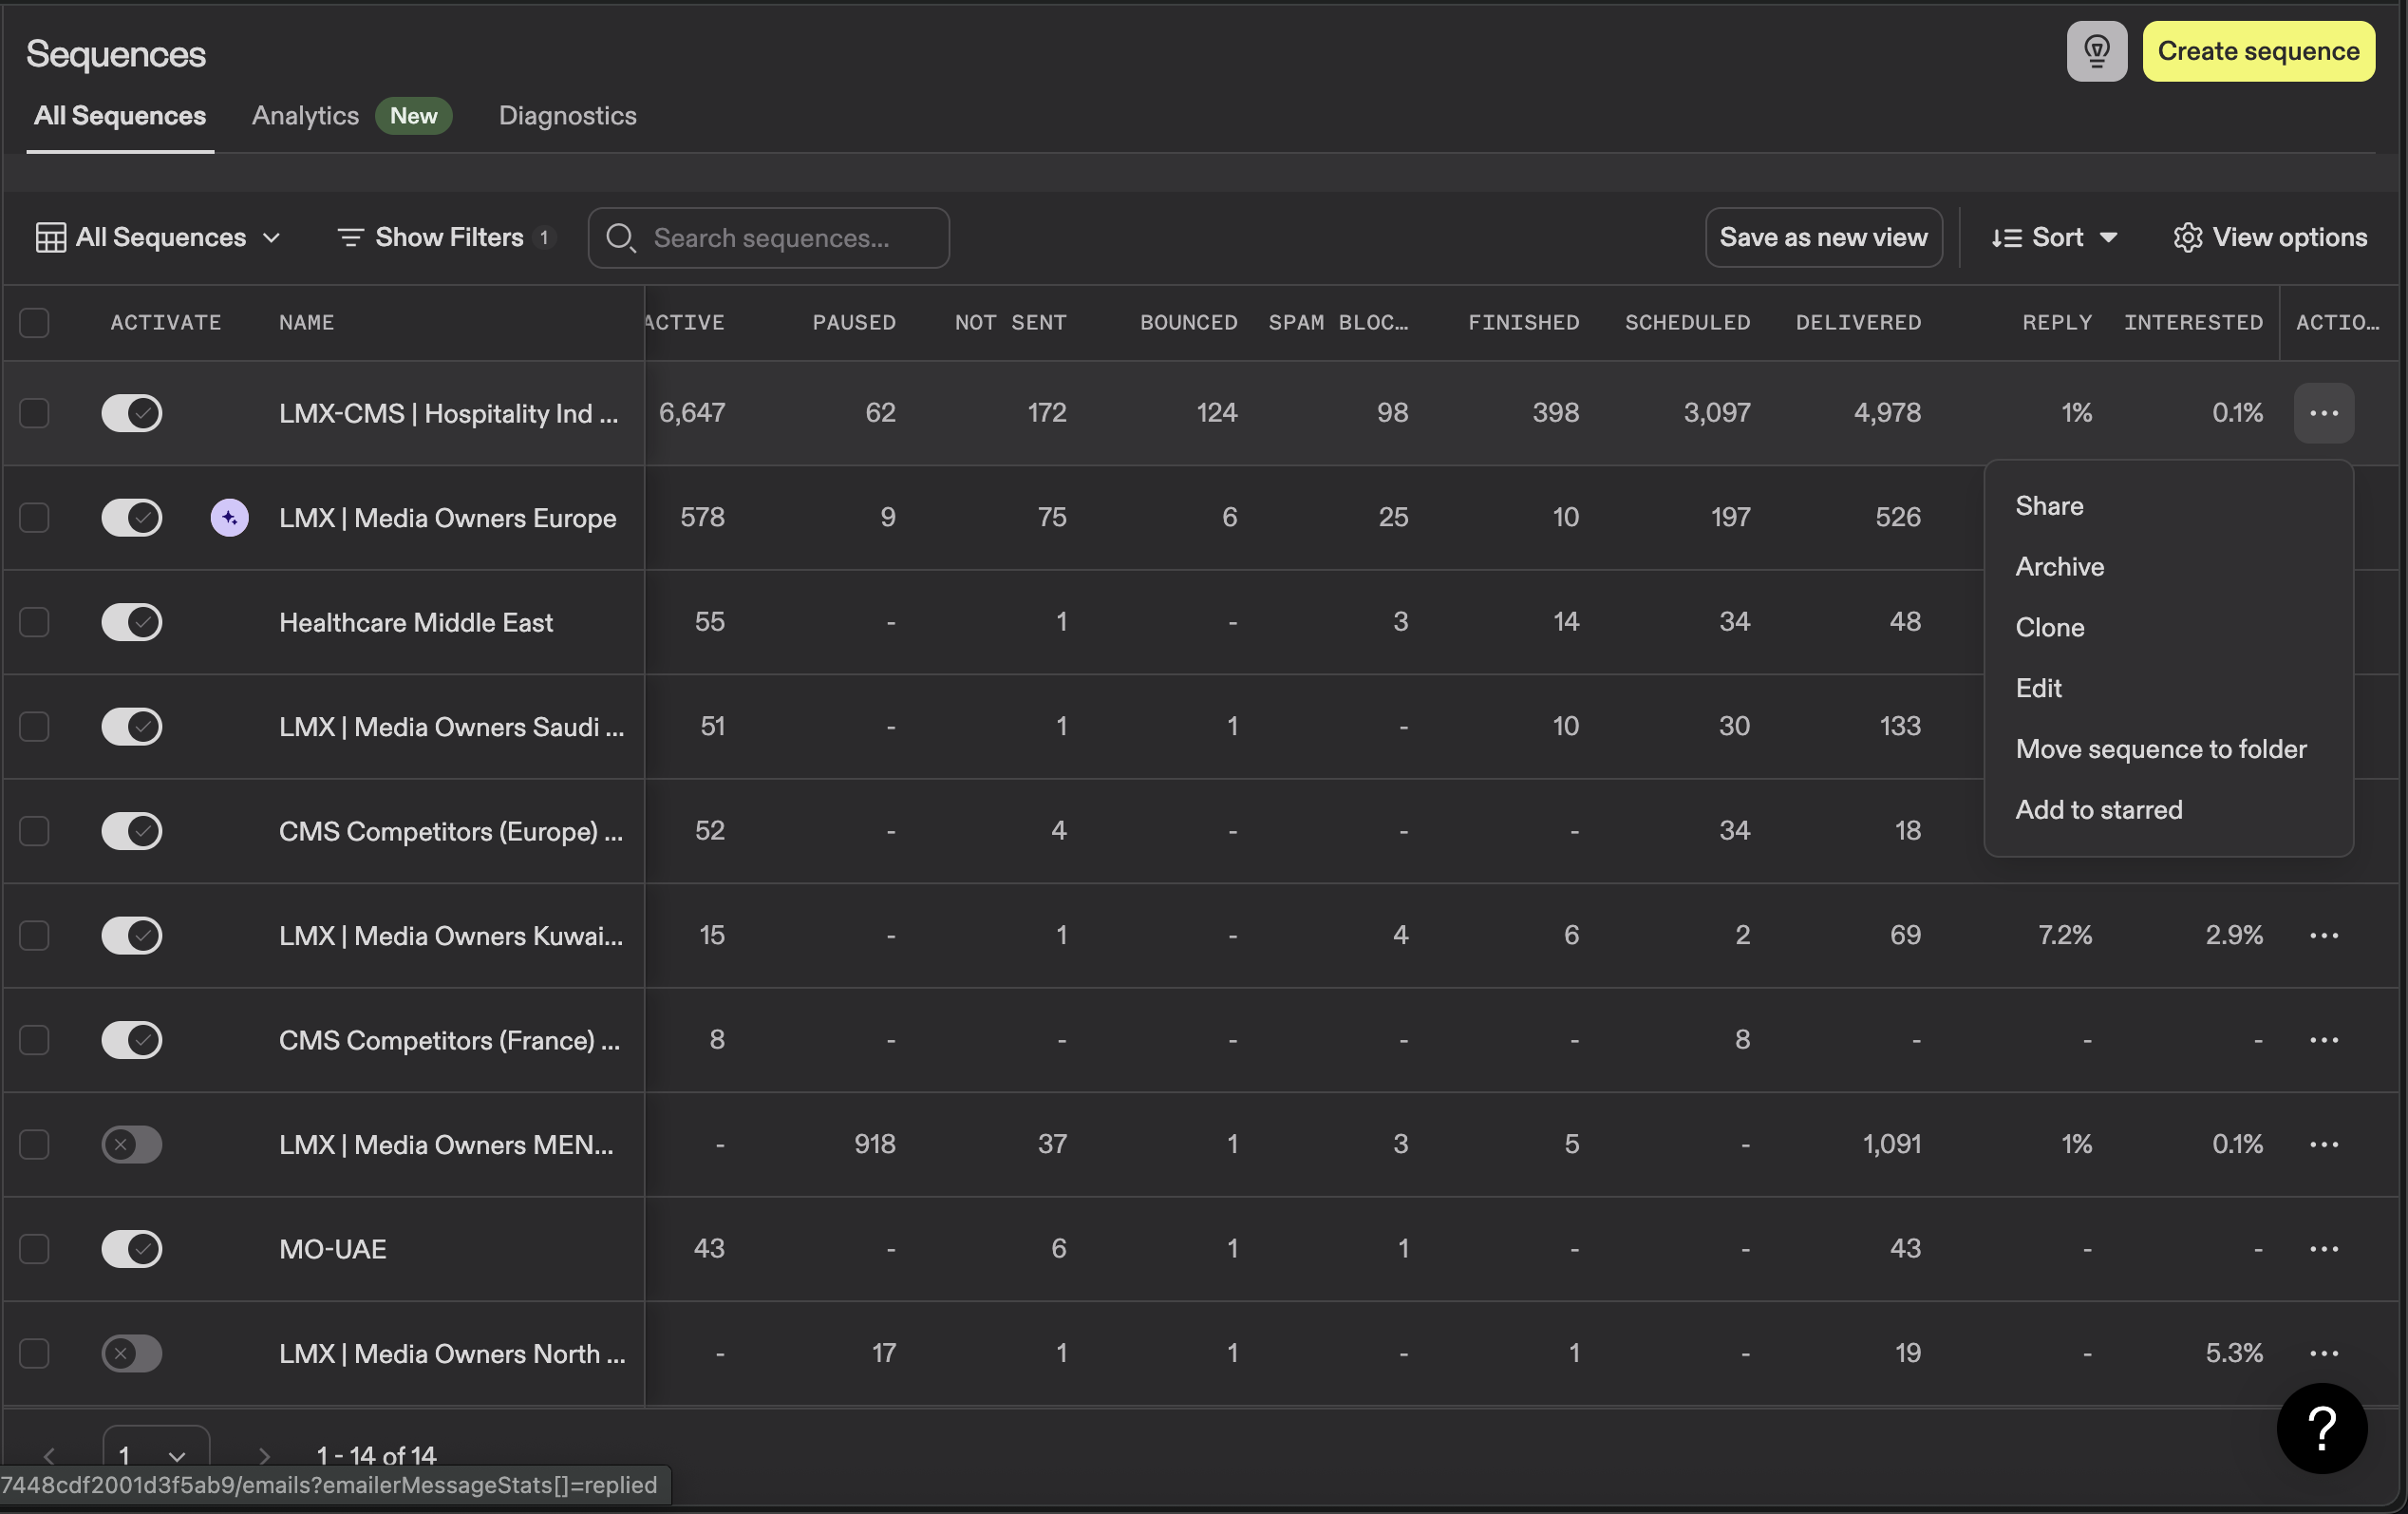 Sequences
Create sequence
All Sequences Analytics New Diagnostics
All Sequences Show Filters 1 Search sequences... Save as new view Sort View options
ACTIVATE NAME ACTIVE PAUSED NOT SENT BOUNCED SPAM BLOC… FINISHED SCHEDULED DELIVERED REPLY INTERESTED ACTIO…
LMX-CMS | Hospitality Ind ... 6,647 62 172 124 98 398 3,097 4,978 1% 0.1%
LMX | Media Owners Europe 578 9 75 6 25 10 197 526
Healthcare Middle East 55 - 1 - 3 14 34 48
LMX | Media Owners Saudi ... 51 - 1 1 - 10 30 133
CMS Competitors (Europe) ... 52 - 4 - - - 34 18
Share
Archive
Clone
Edit
Move sequence to folder
Add to starred
LMX | Media Owners Kuwai... 15 - 1 - 4 6 2 69 7.2% 2.9%
CMS Competitors (France) ... 8 - - - - - 8 - - -
LMX | Media Owners MEN... - 918 37 1 3 5 - 1,091 1% 0.1%
MO-UAE 43 - 6 1 1 - - 43 - -
LMX | Media Owners North ... - 17 1 1 - 1 - 19 - 5.3%
1 1 - 14 of 14
?
7448cdf2001d3f5ab9/emails?emailerMessageStats[]=replied